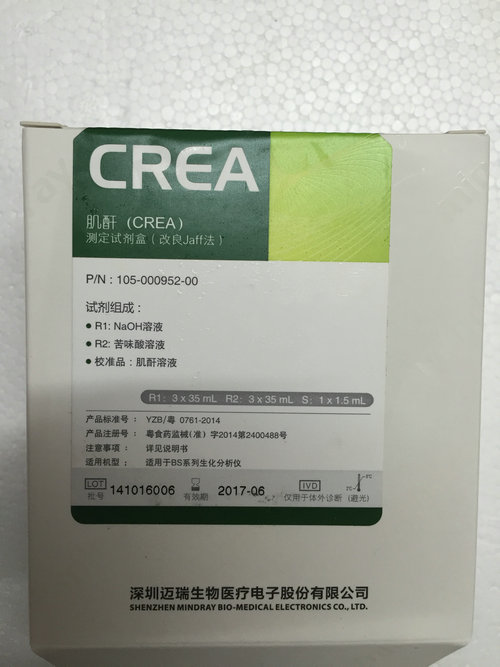 CREA
肌酐（CREA）
测定试剂盒（改良Jaff法）
P/N：105-000952-00
试剂组成：
● R1: NaOH溶液
● R2: 苦味酸溶液
● 校准品：肌酐溶液
R1: 3 x 35 mL R2: 3 x 35 mL S: 1 x 1.5 mL
产品标准号： YZB/粤 0761-2014
产品注册号： 粤食药监械(准）字2014第2400488号
注意事项： 详见说明书
适用机型： 适用于BS系列生化分析仪
LOT 141016006 2017-06 IVD 2℃ 8℃
批号 有效期 仅用于体外诊断 (避光)
深圳迈瑞生物医疗电子股份有限公司
SHENZHEN MINDRAY BIO-MEDICAL ELECTRONICS CO., LTD.